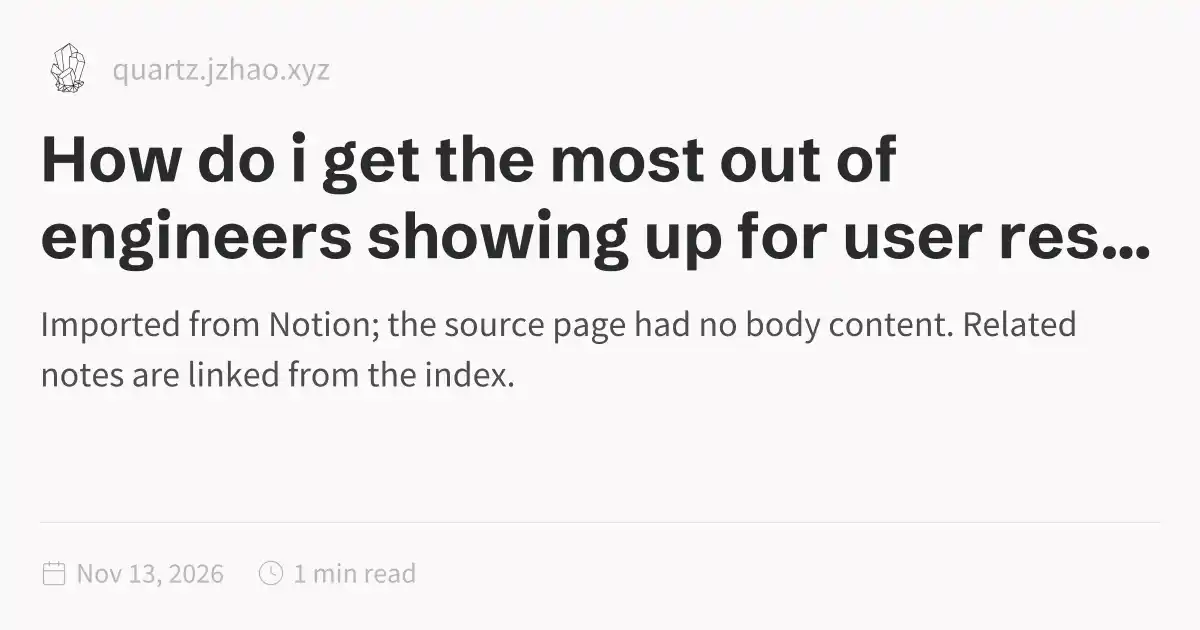 quartz.jzhao.xyz
How do i get the most out of
engineers showing up for user res...
Imported from Notion; the source page had no body content. Related
notes are linked from the index.
Nov 13, 2026 1 min read